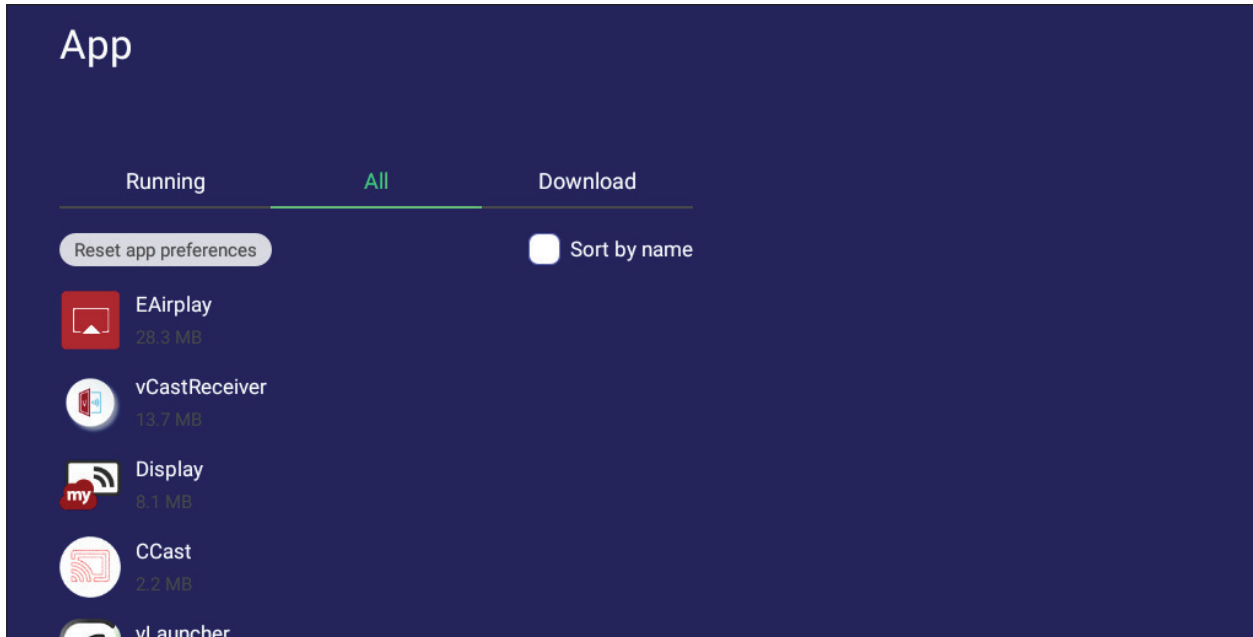 App
Running All Download
Reset app preferences Sort by name
EAirplay
28.3 MB
vCastReceiver
13.7 MB
my
Display
8.1 MB
CCast
2.2 MB
vLauncher